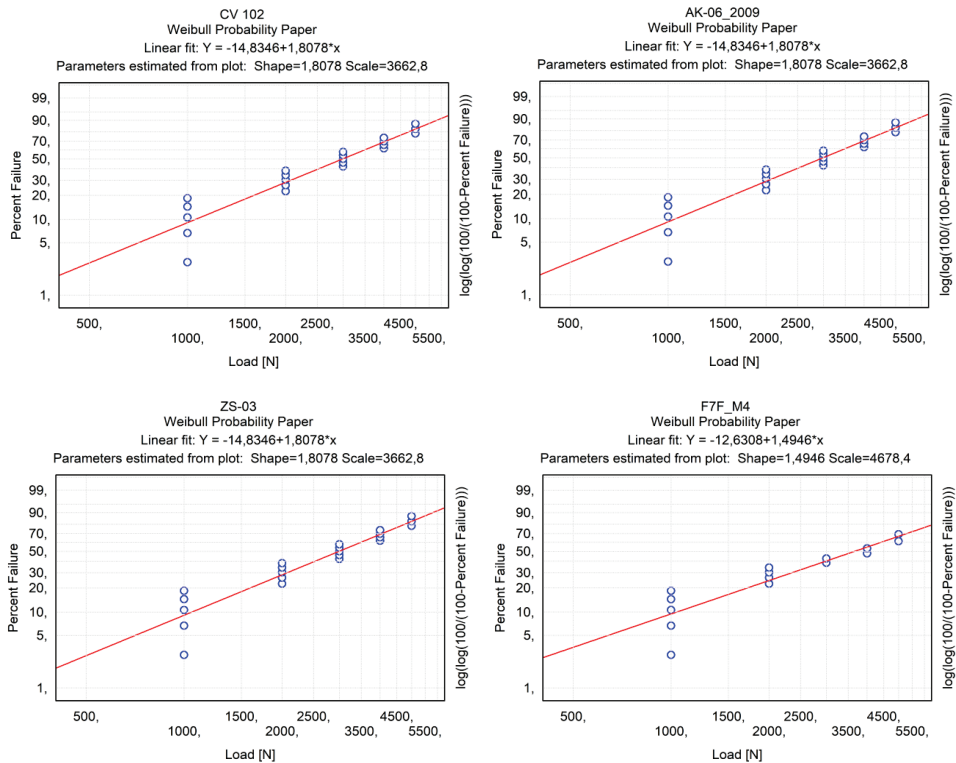 CV 102
Weibull Probability Paper
Linear fit: Y = -14,8346+1,8078*x
Parameters estimated from plot: Shape=1,8078 Scale=3662,8
99,
90,
70,
50,
30,
20,
10,
5,
1,
Percent Failure
log(log(100/(100-Percent Failure)))
500, 1500, 2500, 4500,
1000, 2000, 3500, 5500,
Load [N]
AK-06_2009
Weibull Probability Paper
Linear fit: Y = -14,8346+1,8078*x
Parameters estimated from plot: Shape=1,8078 Scale=3662,8
99,
90,
70,
50,
30,
20,
10,
5,
1,
Percent Failure
log(log(100/(100-Percent Failure)))
500, 1500, 2500, 4500,
1000, 2000, 3500, 5500,
Load [N]
ZS-03
Weibull Probability Paper
Linear fit: Y = -14,8346+1,8078*x
Parameters estimated from plot: Shape=1,8078 Scale=3662,8
99,
90,
70,
50,
30,
20,
10,
5,
1,
Percent Failure
log(log(100/(100-Percent Failure)))
500, 1500, 2500, 4500,
1000, 2000, 3500, 5500,
Load [N]
F7F_M4
Weibull Probability Paper
Linear fit: Y = -12,6308+1,4946*x
Parameters estimated from plot: Shape=1,4946 Scale=4678,4
99,
90,
70,
50,
30,
20,
10,
5,
1,
Percent Failure
log(log(100/(100-Percent Failure)))
500, 1500, 2500, 4500,
1000, 2000, 3500, 5500,
Load [N]